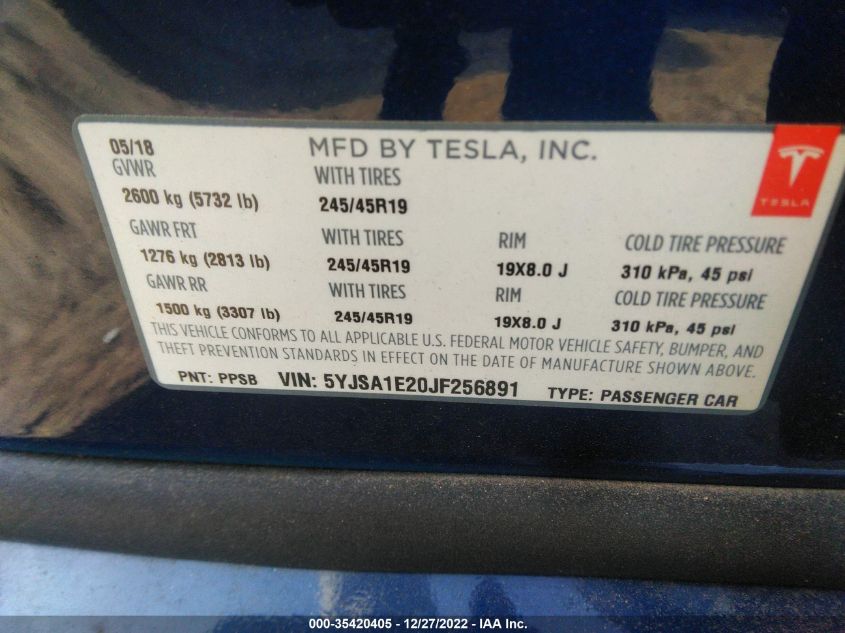 05/18 MFD BY TESLA, INC.
GVWR WITH TIRES
2600 kg (5732 lb) 245/45R19
GAWR FRT WITH TIRES RIM COLD TIRE PRESSURE
1276 kg (2813 lb) 245/45R19 19X8.0 J 310 kPa, 45 psi
GAWR RR WITH TIRES RIM COLD TIRE PRESSURE
1500 kg (3307 lb) 245/45R19 19X8.0 J 310 kPa, 45 psi
THIS VEHICLE CONFORMS TO ALL APPLICABLE U.S. FEDERAL MOTOR VEHICLE SAFETY, BUMPER, AND
THEFT PREVENTION STANDARDS IN EFFECT ON THE DATE OF MANUFACTURE SHOWN ABOVE.
PNT: PPSB VIN: 5YJSA1E20JF256891 TYPE: PASSENGER CAR
TESLA
000-35420405 - 12/27/2022 - IAA Inc.